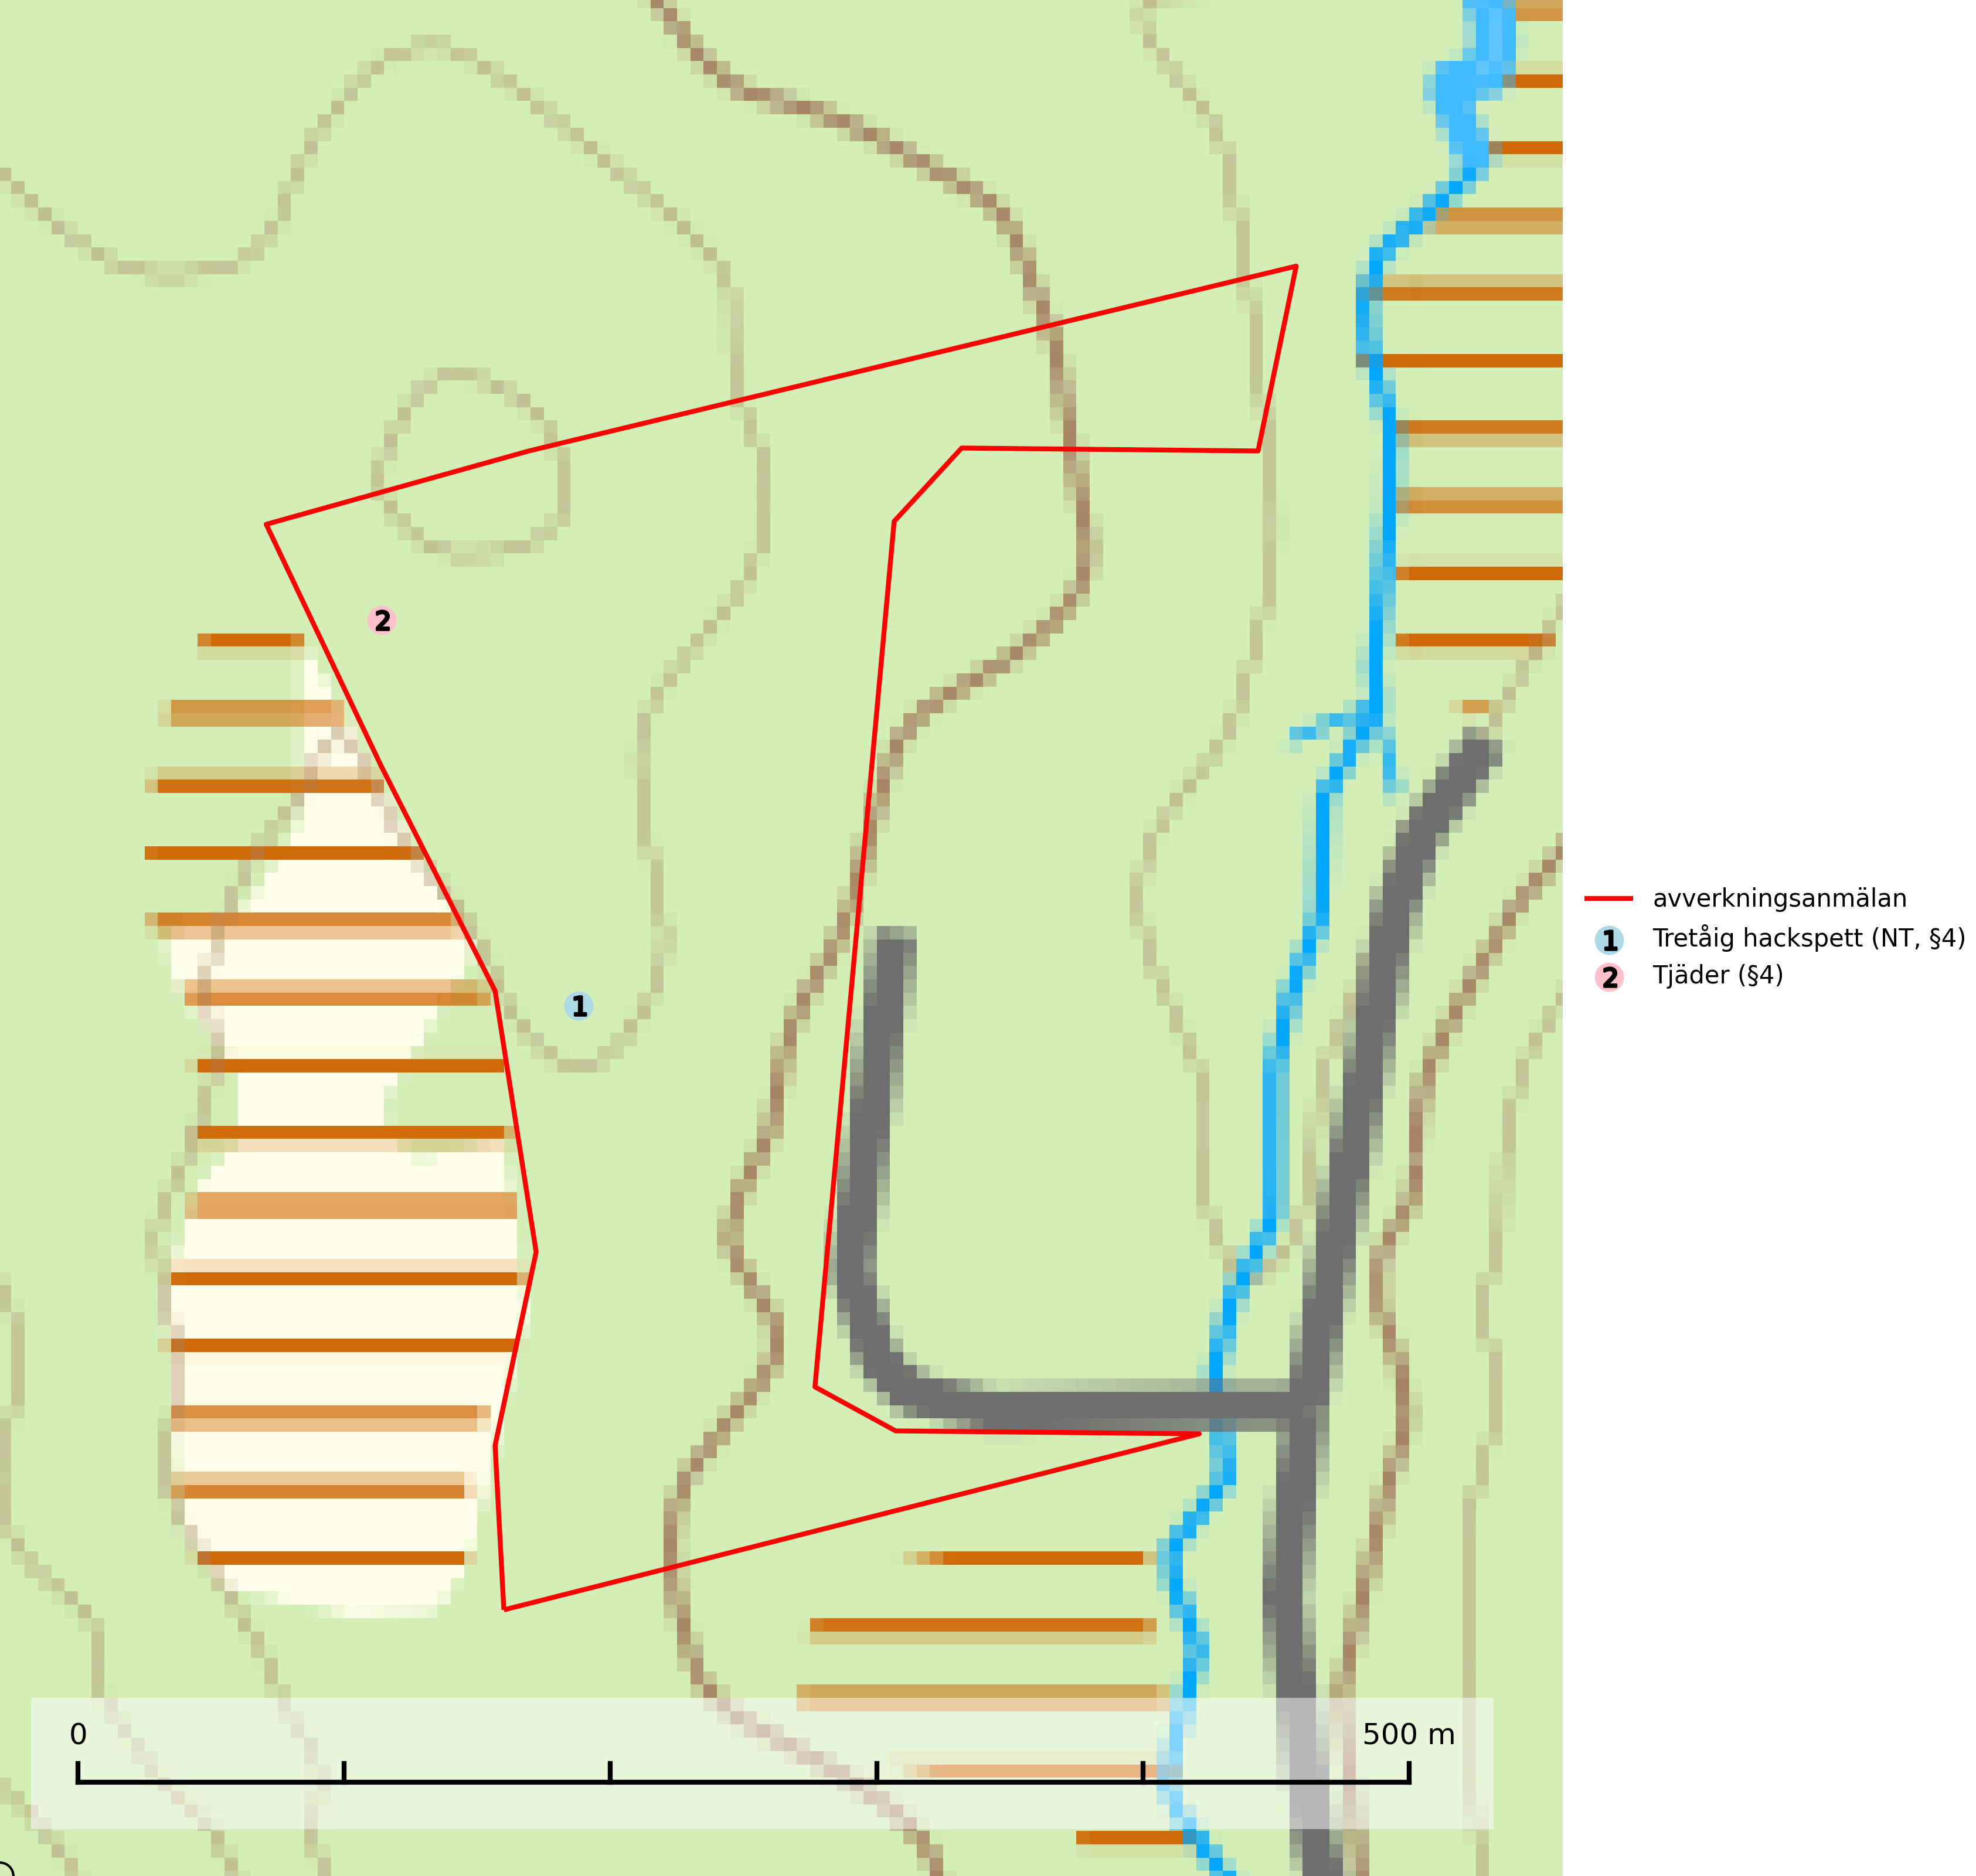 2
1
avverkningsanmälan
1 Tretåig hackspett (NT, §4)
2 Tjäder (§4)
0 500 m